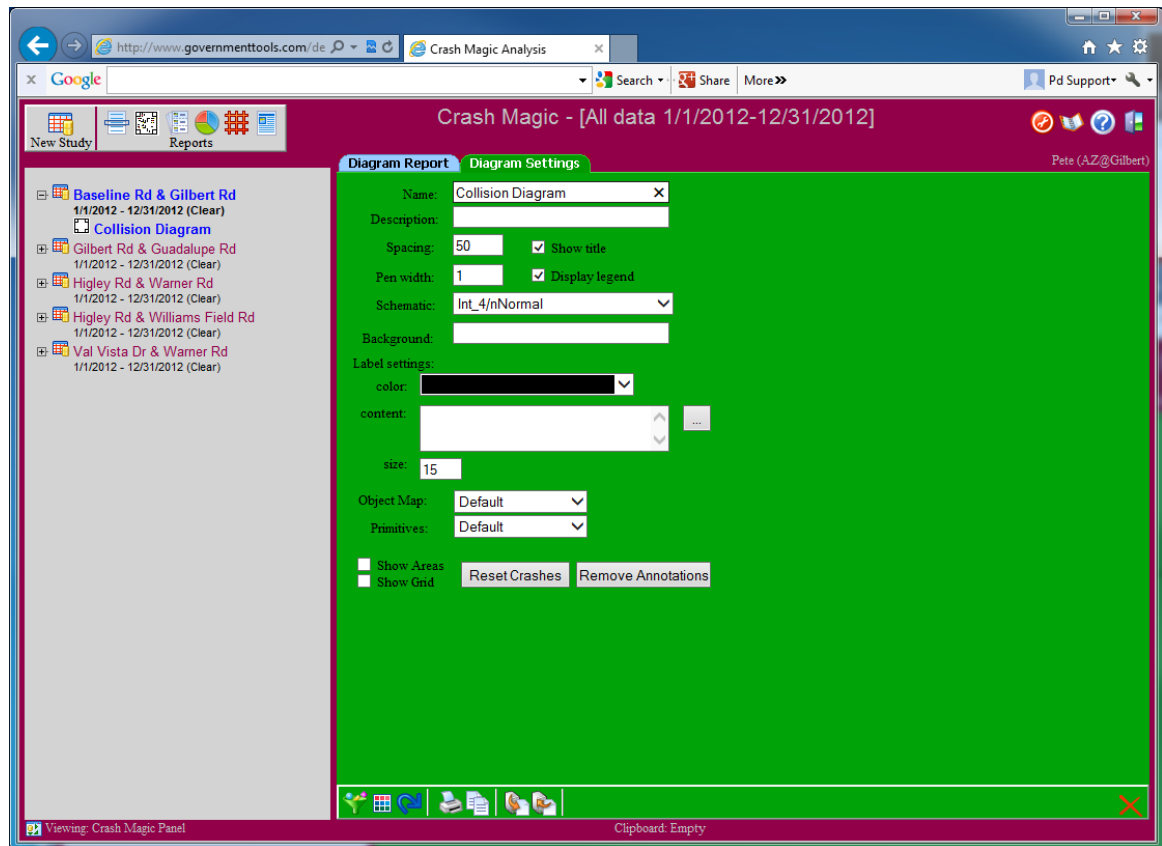 http://www.governmenttools.com/de
Crash Magic Analysis
x Google
Search
Share
More»
Pd Support
New Study
Reports
Crash Magic - [All data 1/1/2012-12/31/2012]
Pete (AZ@Gilbert)
Diagram Report
Diagram Settings
Baseline Rd & Gilbert Rd
1/1/2012 - 12/31/2012 (Clear)
Collision Diagram
Gilbert Rd & Guadalupe Rd
1/1/2012 - 12/31/2012 (Clear)
Higley Rd & Warner Rd
1/1/2012 - 12/31/2012 (Clear)
Higley Rd & Williams Field Rd
1/1/2012 - 12/31/2012 (Clear)
Val Vista Dr & Warner Rd
1/1/2012 - 12/31/2012 (Clear)
Name: Collision Diagram
Description:
Spacing: 50 Show title
Pen width: 1 Display legend
Schematic: Int_4/nNormal
Background:
Label settings:
color:
content:
...
size: 15
Object Map: Default
Primitives: Default
Show Areas
Show Grid
Reset Crashes
Remove Annotations
Viewing: Crash Magic Panel
Clipboard: Empty